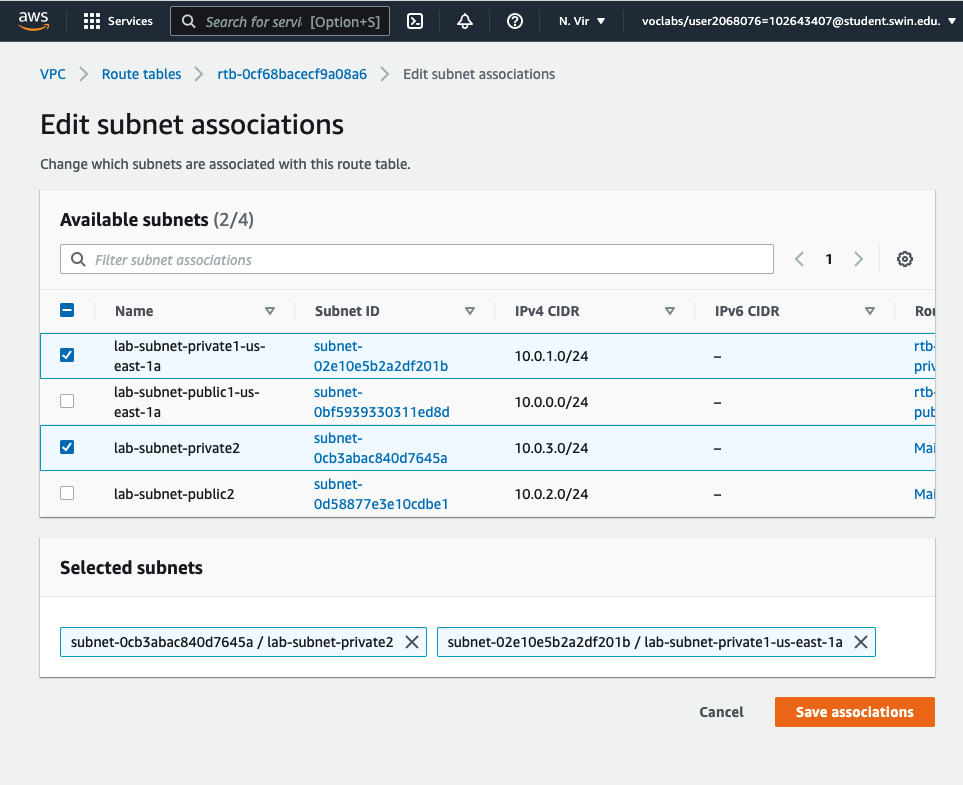 aws
Services
Search for servi [Option+S]
N. Vir
voclabs/user2068076=102643407@student.swin.edu.
VPC > Route tables > rtb-0cf68bacecf9a08a6 > Edit subnet associations
Edit subnet associations
Change which subnets are associated with this route table.
Available subnets (2/4)
Filter subnet associations
1
Name Subnet ID IPv4 CIDR IPv6 CIDR Rou
lab-subnet-private1-us-east-1a subnet-02e10e5b2a2df201b 10.0.1.0/24 – rtb-priv
lab-subnet-public1-us-east-1a subnet-0bf5939330311ed8d 10.0.0.0/24 – rtb-pub
lab-subnet-private2 subnet-0cb3abac840d7645a 10.0.3.0/24 – Mai
lab-subnet-public2 subnet-0d58877e3e10cdbe1 10.0.2.0/24 – Mai
Selected subnets
subnet-0cb3abac840d7645a / lab-subnet-private2
subnet-02e10e5b2a2df201b / lab-subnet-private1-us-east-1a
Cancel
Save associations